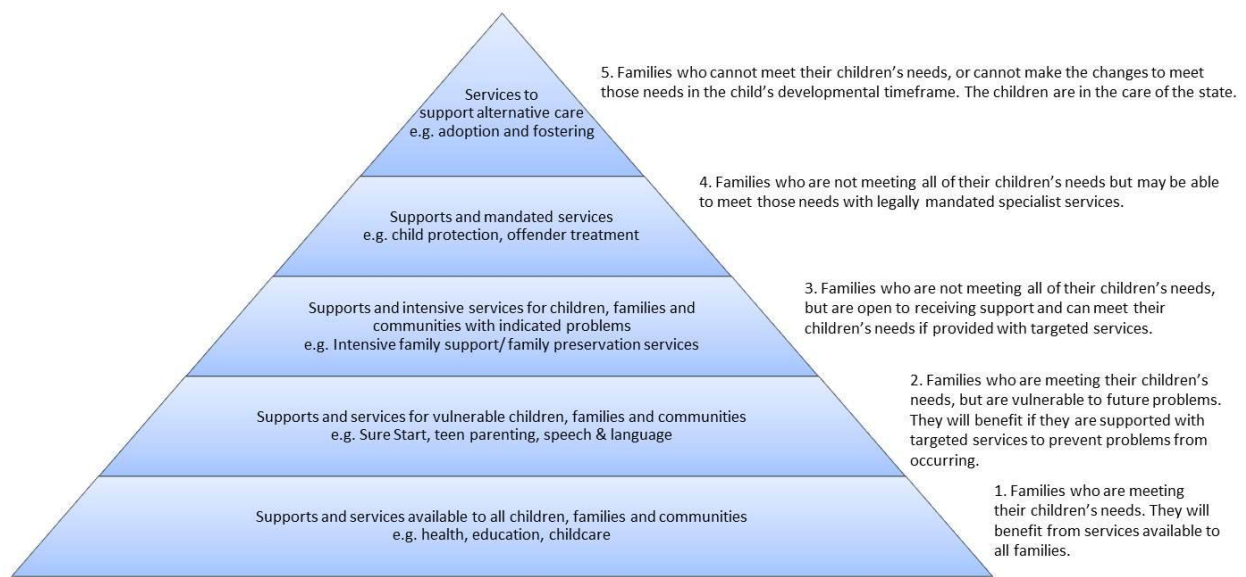 Services to
support alternative care
e.g. adoption and fostering
5. Families who cannot meet their children’s needs, or cannot make the changes to meet
those needs in the child’s developmental timeframe. The children are in the care of the state.
Supports and mandated services
e.g. child protection, offender treatment
4. Families who are not meeting all of their children’s needs but may be able
to meet those needs with legally mandated specialist services.
Supports and intensive services for children, families and
communities with indicated problems
e.g. Intensive family support/ family preservation services
3. Families who are not meeting all of their children’s needs,
but are open to receiving support and can meet their
children’s needs if provided with targeted services.
Supports and services for vulnerable children, families and communities
e.g. Sure Start, teen parenting, speech & language
2. Families who are meeting their children’s
needs, but are vulnerable to future problems.
They will benefit if they are supported with
targeted services to prevent problems from
occurring.
Supports and services available to all children, families and communities
e.g. health, education, childcare
1. Families who are meeting
their children’s needs. They will
benefit from services available to
all families.